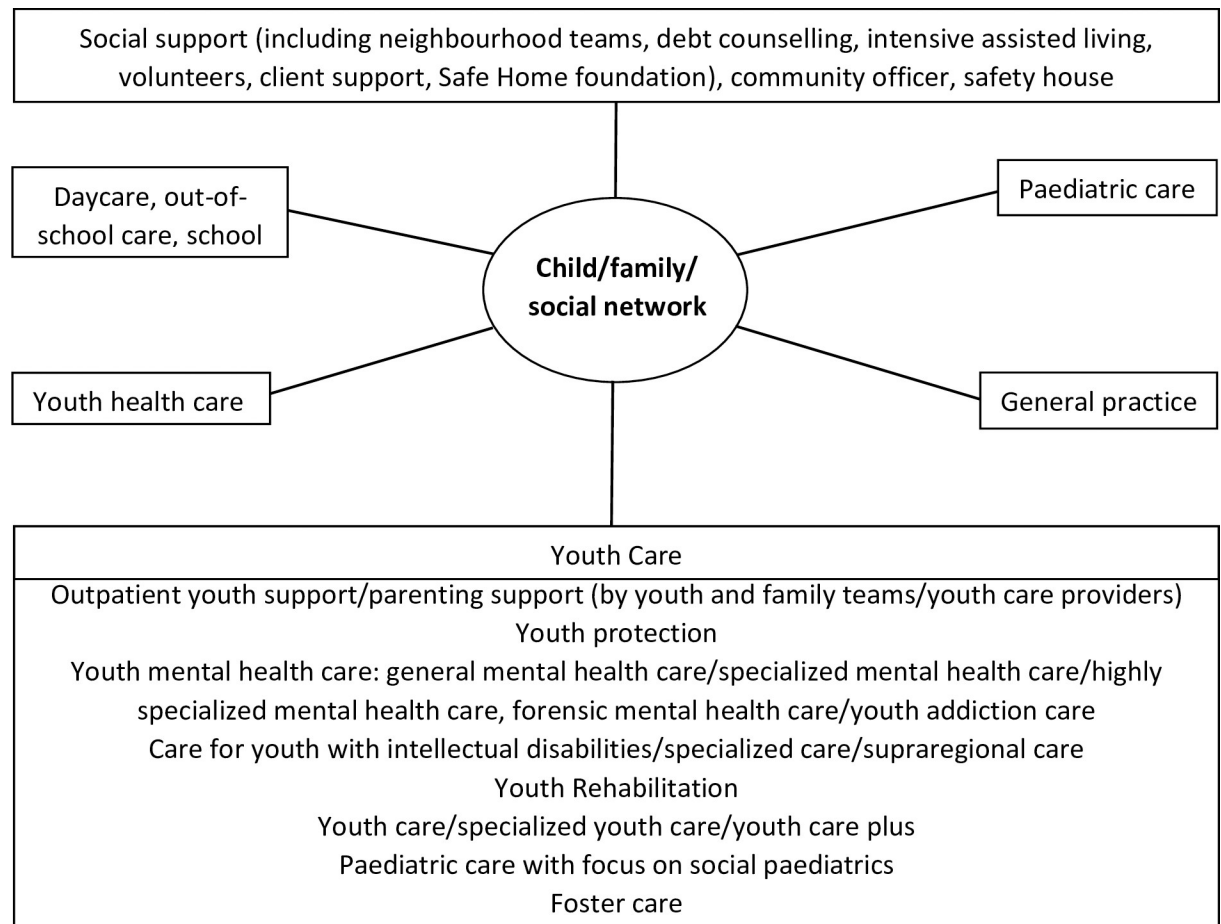 Social support (including neighbourhood teams, debt counselling, intensive assisted living,
volunteers, client support, Safe Home foundation), community officer, safety house
Daycare, out-of-
school care, school
Paediatric care
Child/family/
social network
Youth health care
General practice
Youth Care
Outpatient youth support/parenting support (by youth and family teams/youth care providers)
Youth protection
Youth mental health care: general mental health care/specialized mental health care/highly
specialized mental health care, forensic mental health care/youth addiction care
Care for youth with intellectual disabilities/specialized care/supraregional care
Youth Rehabilitation
Youth care/specialized youth care/youth care plus
Paediatric care with focus on social paediatrics
Foster care